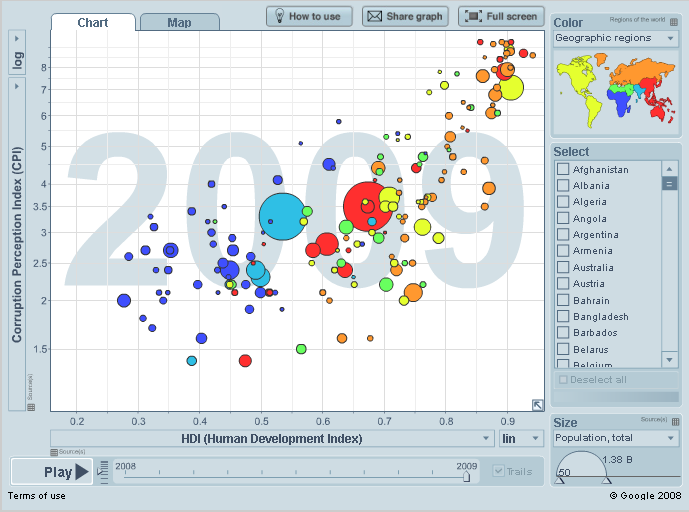 Chart
Map
How to use
Share graph
Full screen
Color
Regions of the world
Geographic regions
log
Corruption Perception Index (CPI)
Source(s)
8
7
6
5
4
3.5
3
2.5
2
1.5
2009
0.2
0.3
0.4
0.5
0.6
0.7
0.8
0.9
HDI (Human Development Index)
lin
Source(s)
Select
Afghanistan
Albania
Algeria
Angola
Argentina
Armenia
Australia
Austria
Bahrain
Bangladesh
Barbados
Belarus
Belgium
Deselect all
Size
Source(s)
Population, total
1.38 B
50
Play
2008
2009
Trails
Terms of use
© Google 2008